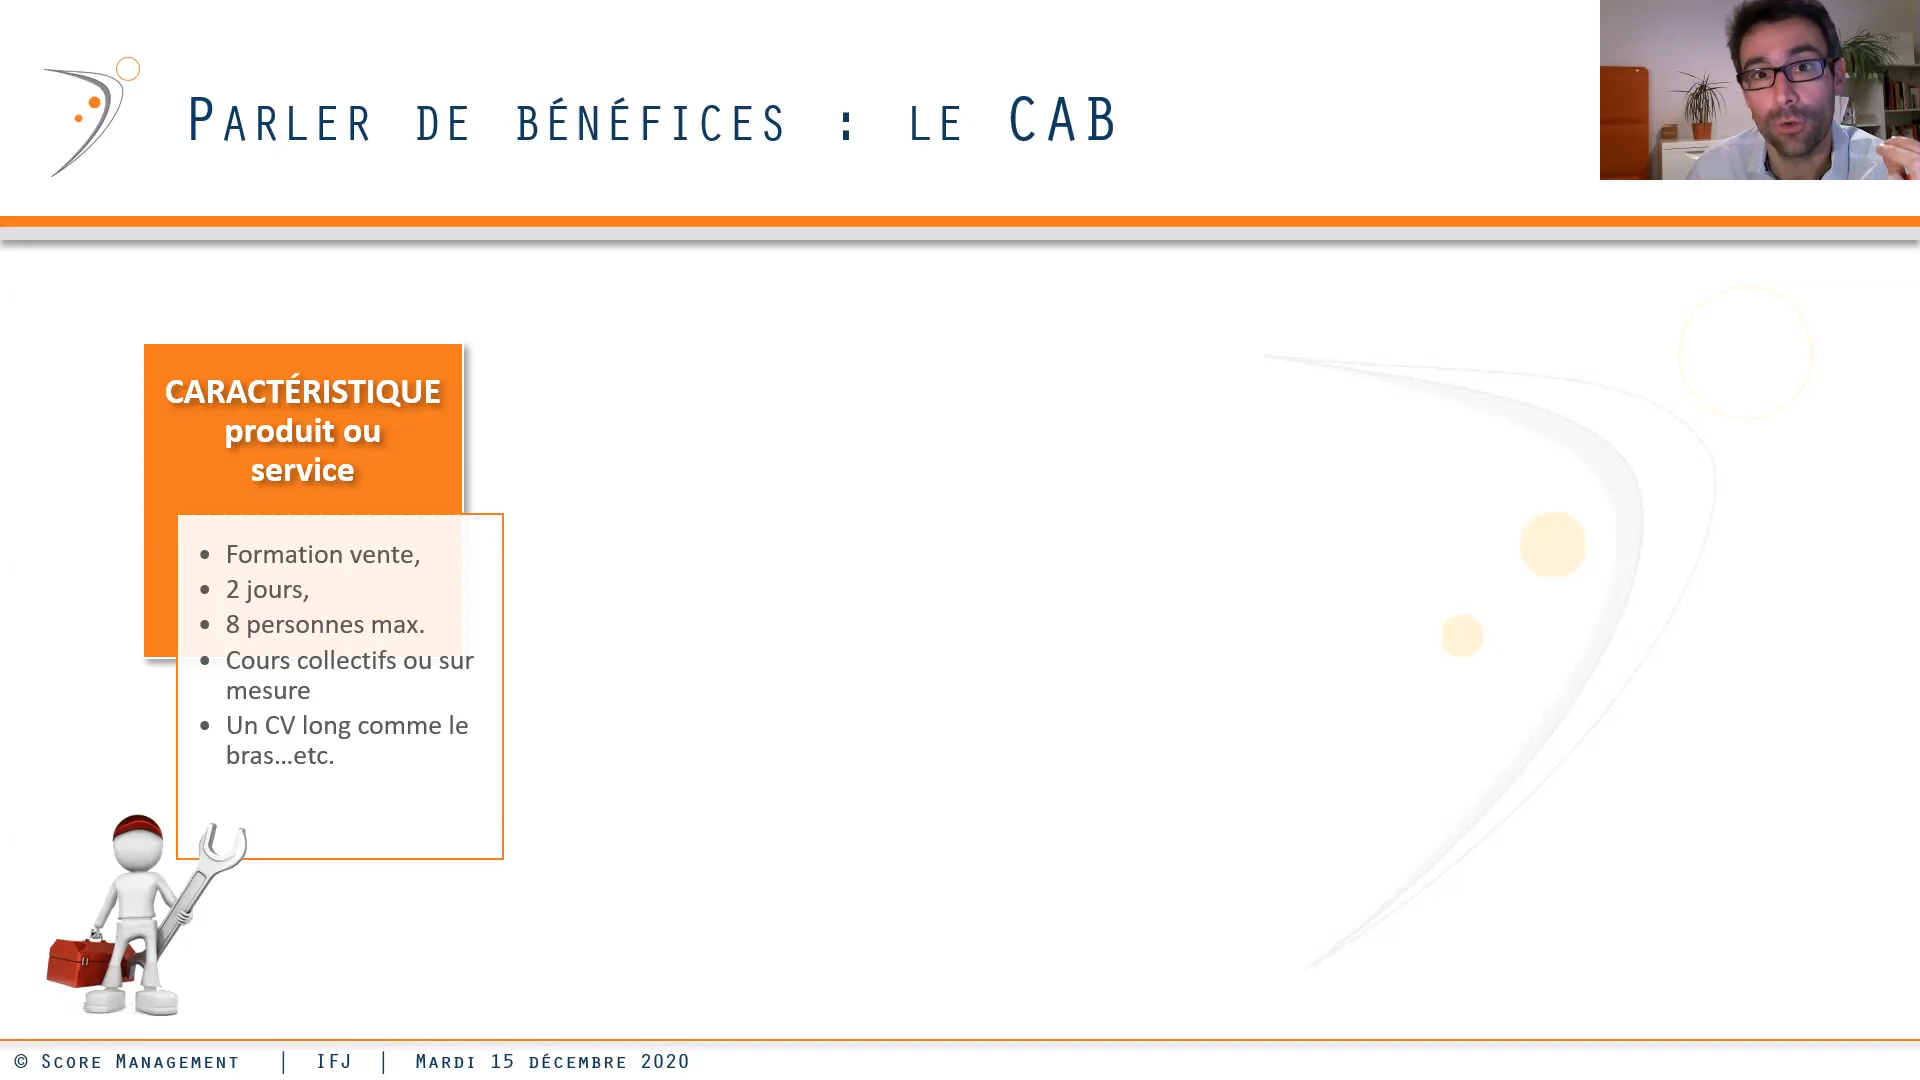 Parler de bénéfices : le CAB
CARACTÉRISTIQUE
produit ou
service
• Formation vente,
• 2 jours,
• 8 personnes max.
• Cours collectifs ou sur
mesure
• Un CV long comme le
bras...etc.
© Score Management | IFJ | Mardi 15 décembre 2020